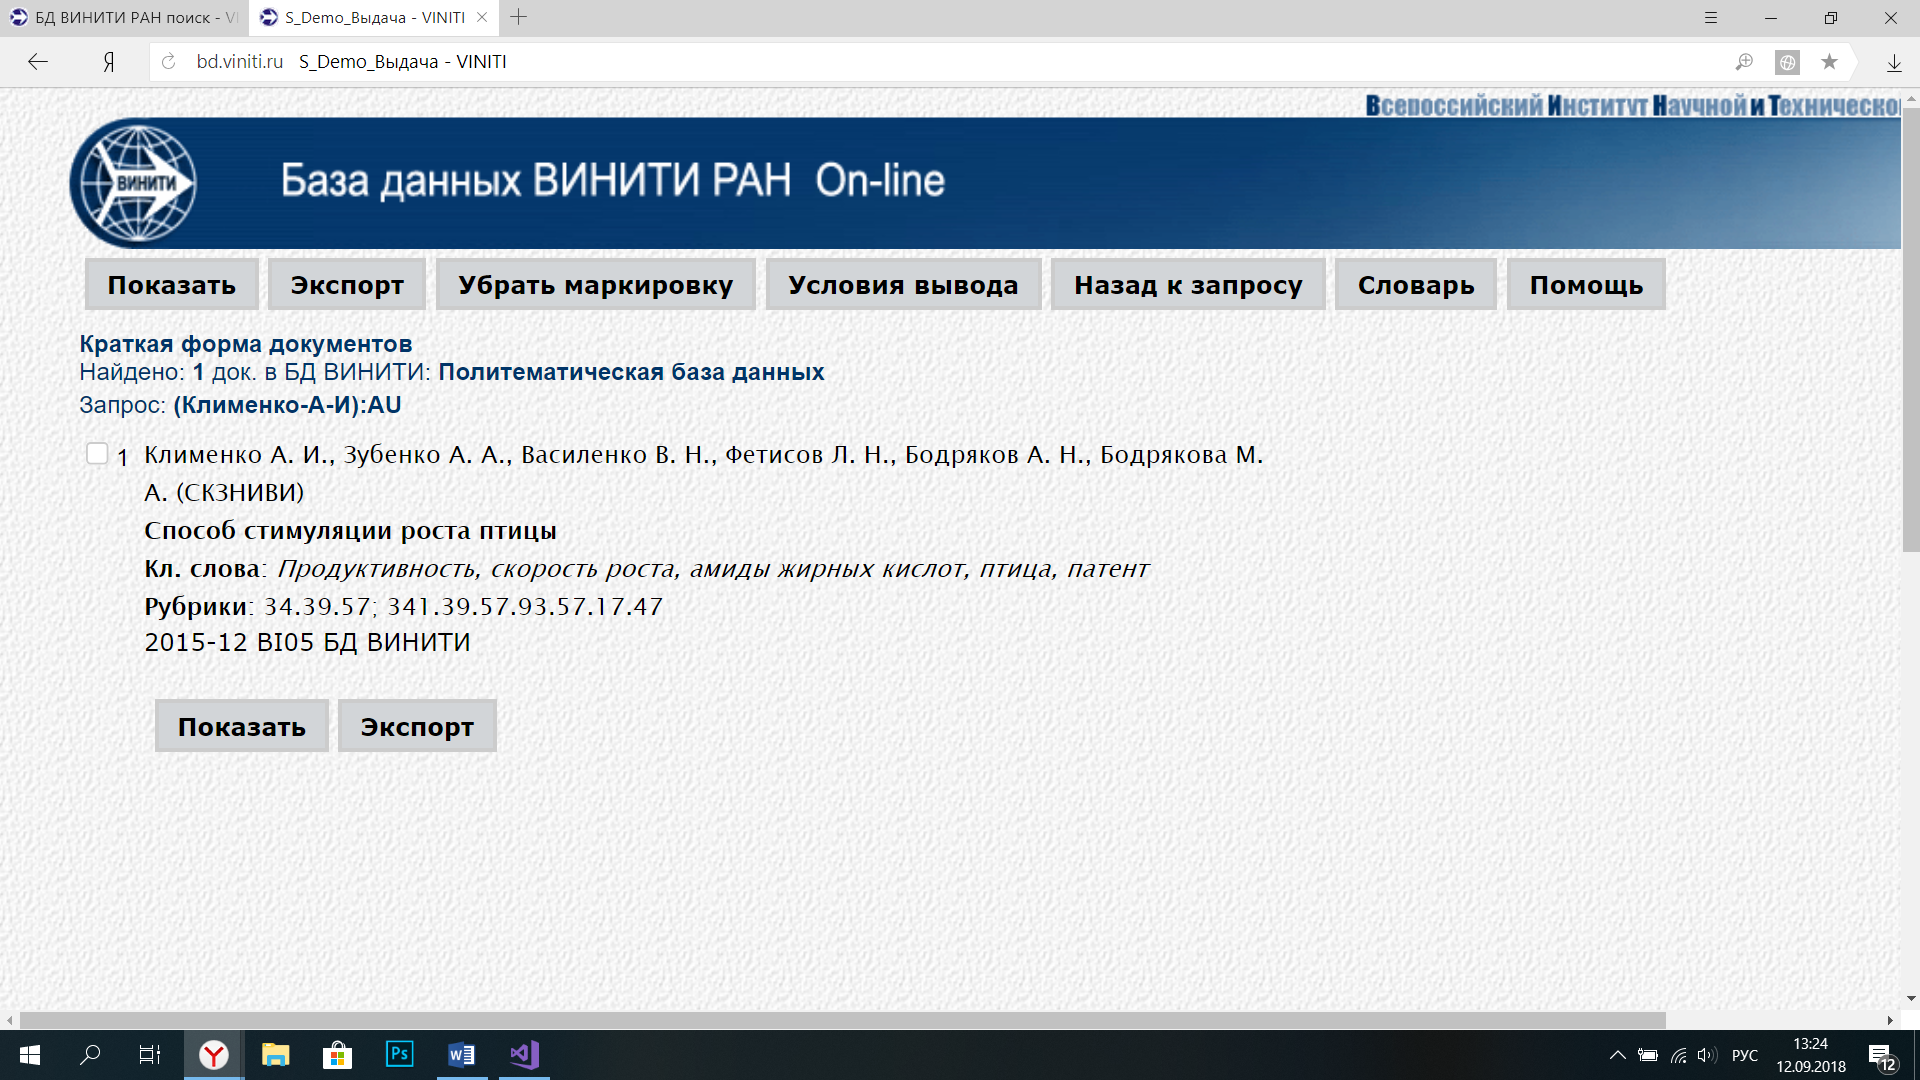 БД ВИНИТИ РАН поиск - VI
S_Demo_Выдача - VINITI
Я bd.viniti.ru S_Demo_Выдача - VINITI
Всероссийский Институт Научной и Техническо
ВИНИТИ
База данных ВИНИТИ РАН On-line
Показать Экспорт Убрать маркировку Условия вывода Назад к запросу Словарь Помощь
Краткая форма документов
Найдено: 1 док. в БД ВИНИТИ: Политематическая база данных
Запрос: (Клименко-А-И):AU
1 Клименко А. И., Зубенко А. А., Василенко В. Н., Фетисов Л. Н., Бодряков А. Н., Бодрякова М.
А. (СКЗНИВИ)
Способ стимуляции роста птицы
Кл. слова: Продуктивность, скорость роста, амиды жирных кислот, птица, патент
Рубрики: 34.39.57; 341.39.57.93.57.17.47
2015-12 BI05 БД ВИНИТИ
Показать Экспорт
Ps
W
РУС
13:24
12.09.2018
12